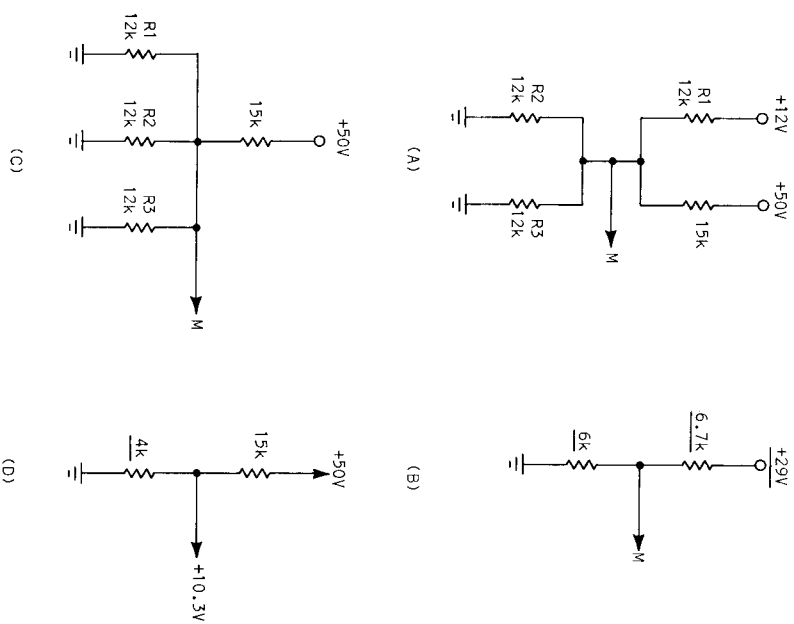 +12V
+50V
R1
12k
15k
M
R2
12k
R3
12k
(A)
+29V
6.7k
M
6k
(B)
+50V
15k
M
R1
12k
R2
12k
R3
12k
(C)
+50V
15k
+10.3V
4k
(D)